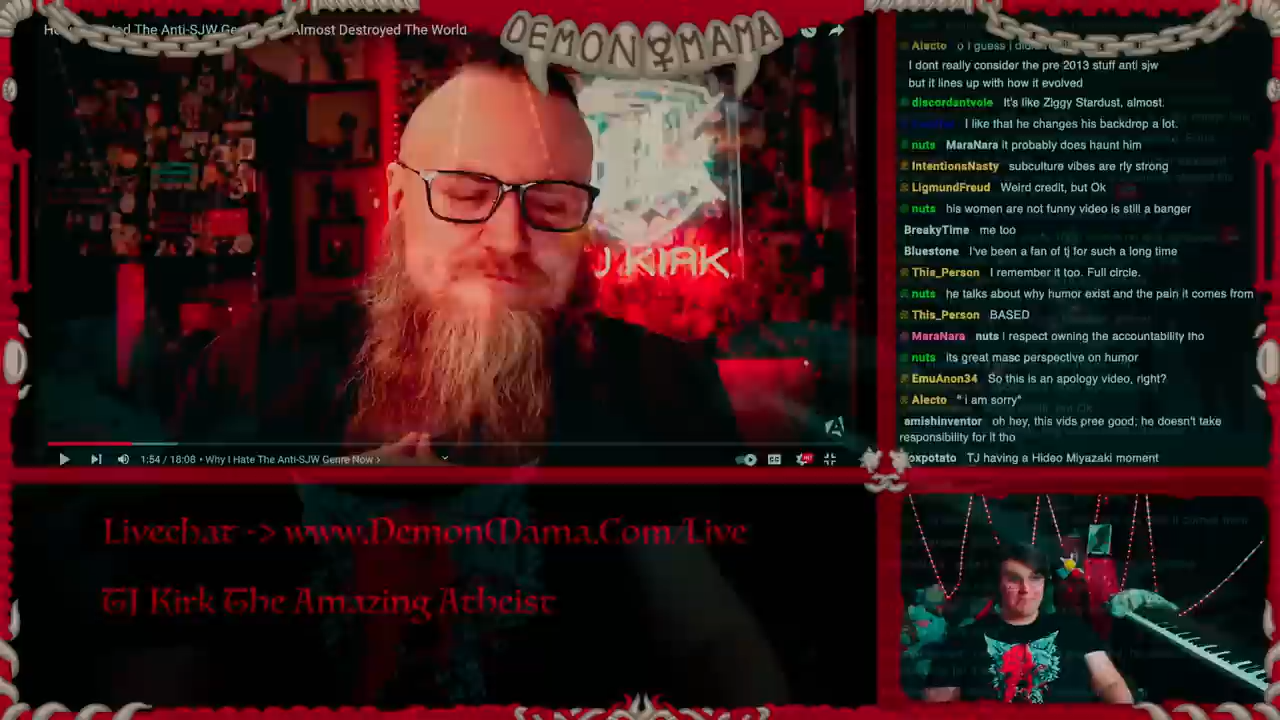 The Anti-SJW Almost Destroyed The World
DEMON MAMA
J KIRK
1:54 / 18:08 • Why I Hate The Anti-SJW Genre Now ›
Livechat -> www.DemonMama.Com/Live
TJ Kirk The Amazing Atheist
Alecto o I guess I
I dont really consider the pre 2013 stuff anti sjw
but it lines up with how it evolved
discordantvole It's like Ziggy Stardust, almost.
I like that he changes his backdrop a lot.
nuts MaraNara it probably does haunt him
IntentionsNasty subculture vibes are rly strong
LigmundFreud Weird credit, but Ok
nuts his women are not funny video is still a banger
BreakyTime me too
Bluestone I've been a fan of tj for such a long time
This_Person I remember it too. Full circle.
nuts he talks about why humor exist and the pain it comes from
This_Person BASED
MaraNara nuts I respect owning the accountability tho
nuts its great masc perspective on humor
EmuAnon34 So this is an apology video, right?
Alecto *i am sorry*
amishinventor oh hey, this vids pree good; he doesn't take
responsibility for it tho
oxpotato TJ having a Hideo Miyazaki moment